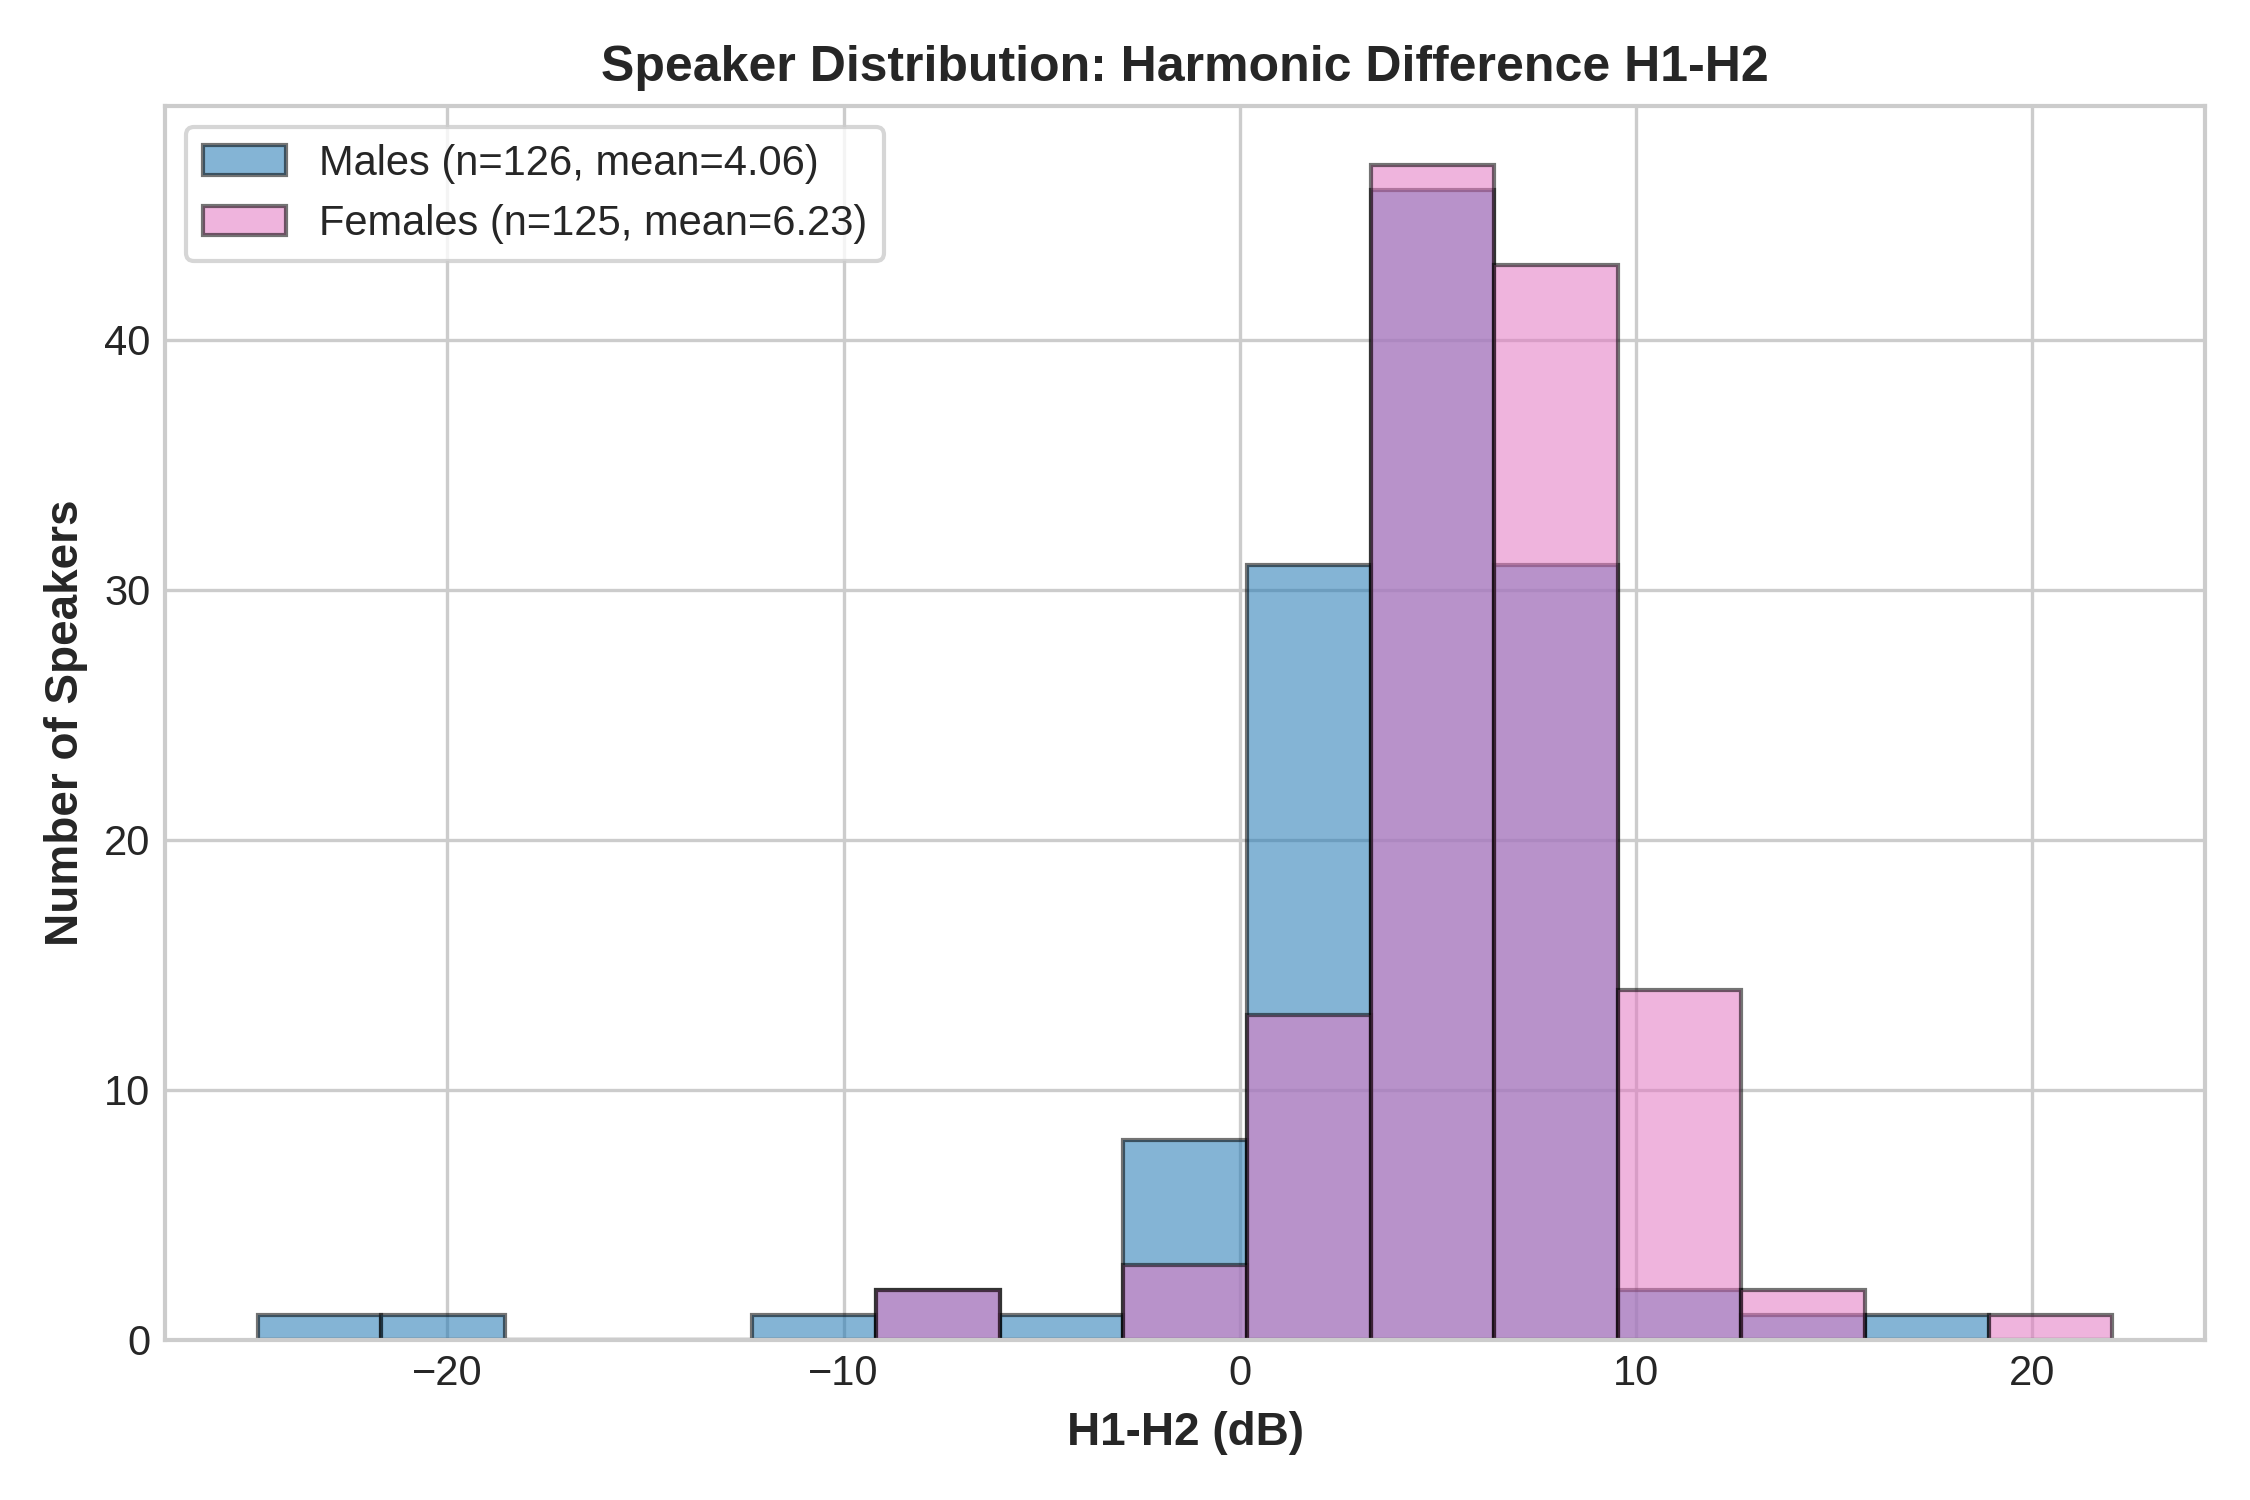 Speaker Distribution: Harmonic Difference H1-H2
Males (n=126, mean=4.06)
Females (n=125, mean=6.23)
Number of Speakers
40
30
20
10
0
−20
−10
0
10
20
H1-H2 (dB)